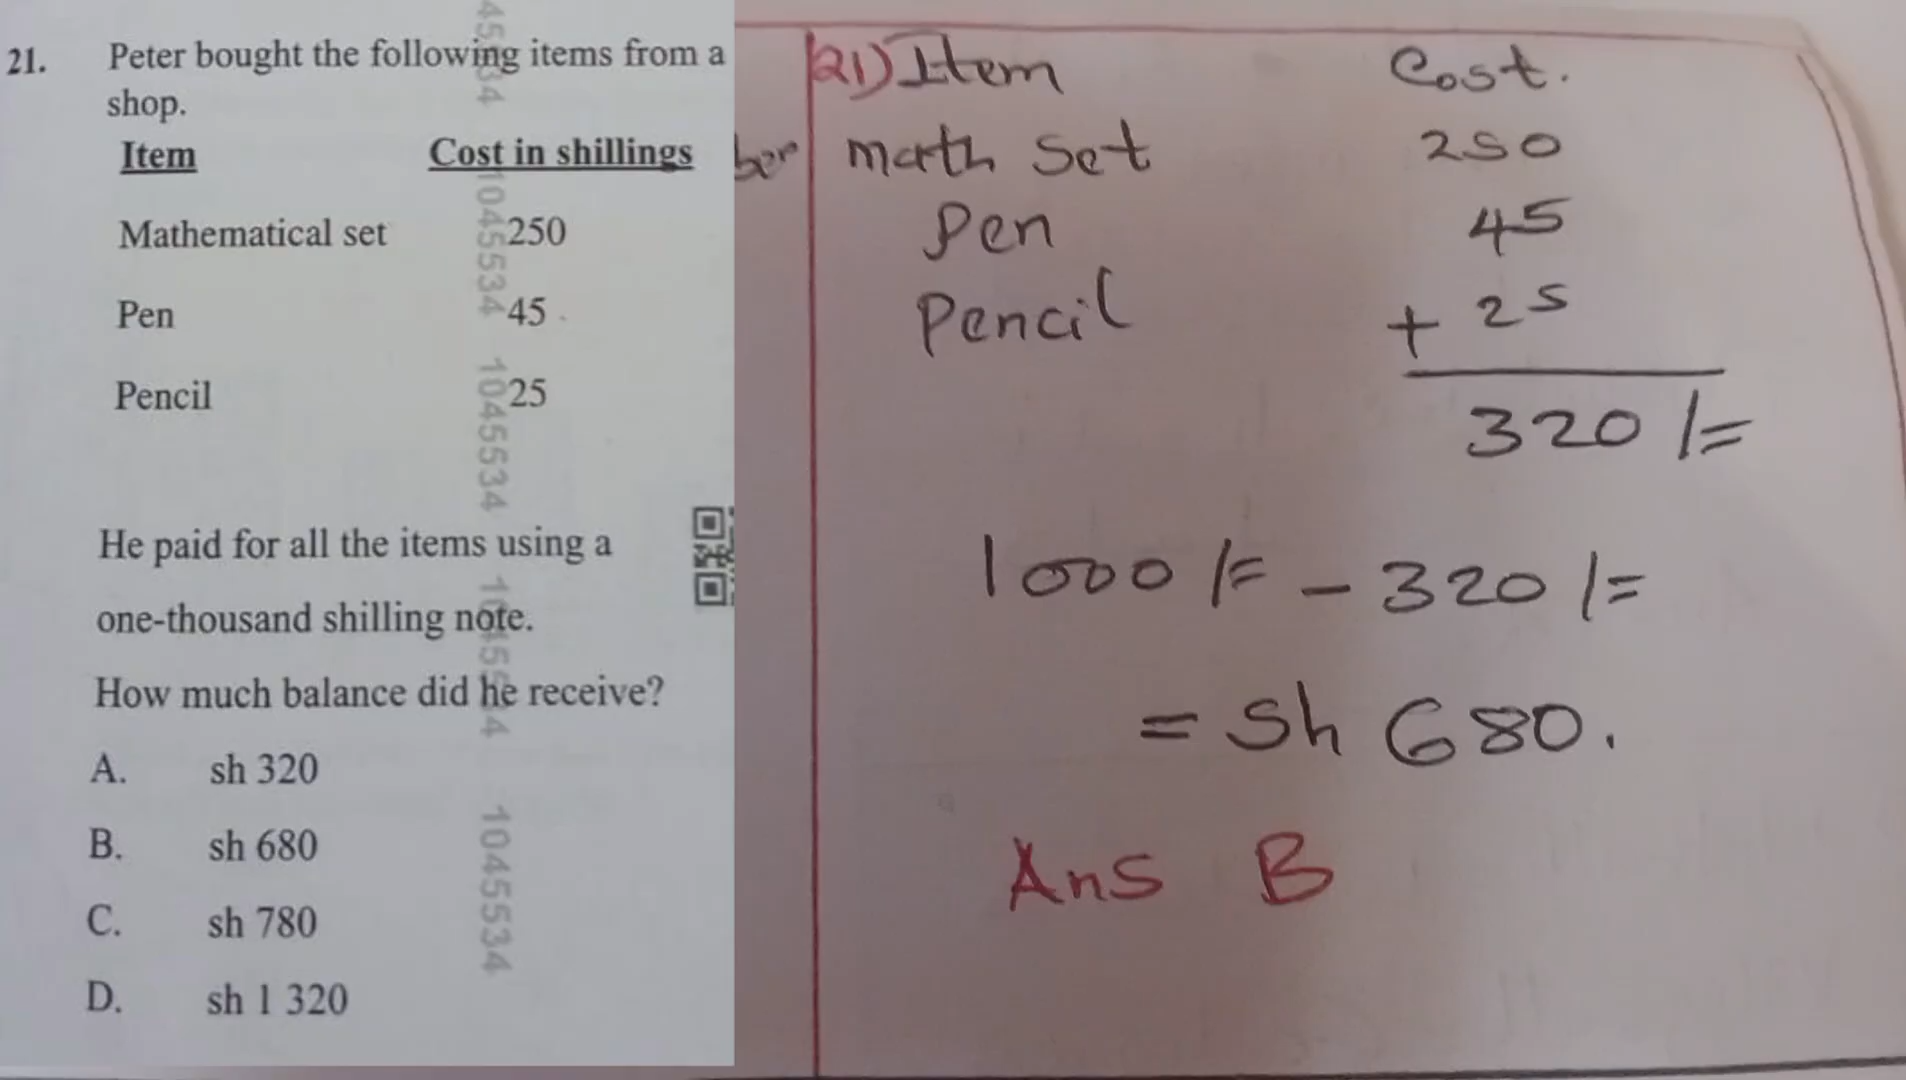 21. Peter bought the following items from a
shop.
Item Cost in shillings
Mathematical set 250
Pen 45
Pencil 25
He paid for all the items using a
one-thousand shilling note.
How much balance did he receive?
A. sh 320
B. sh 680
C. sh 780
D. sh 1 320
1045534 1045534 1045534
21) Item Cost.
math set 250
Pen 45
Pencil + 25
320 /=
1000 /= - 320 /=
= Sh 680.
Ans B